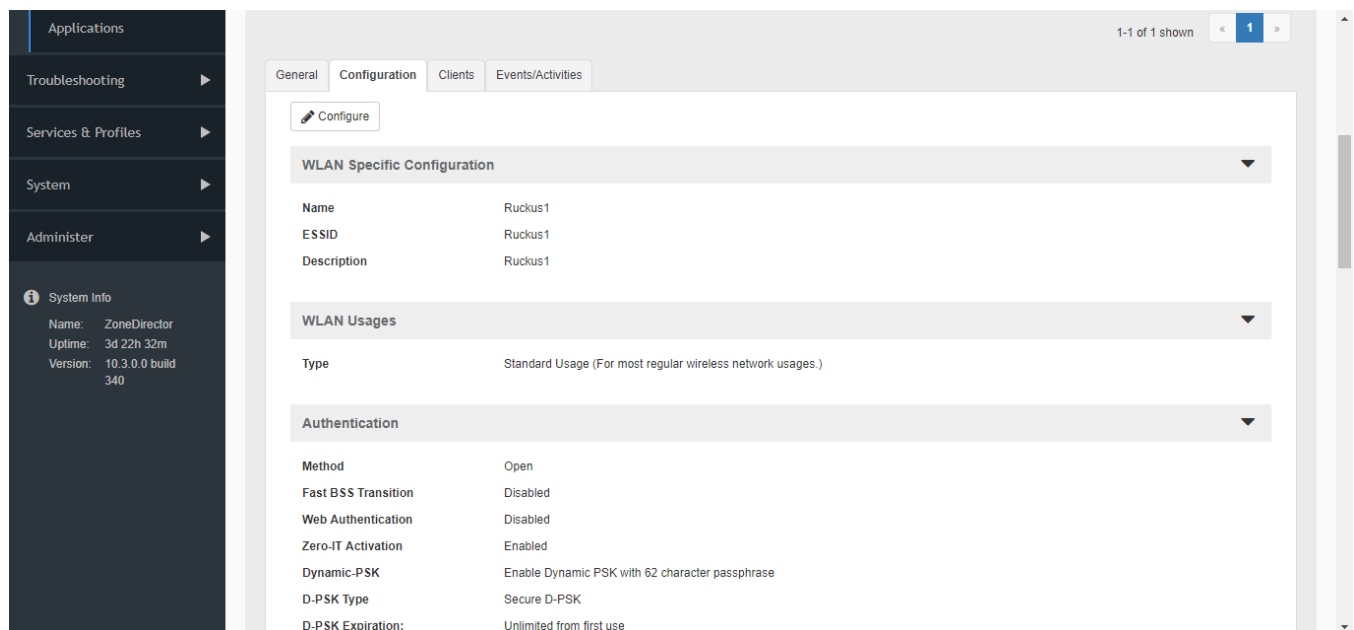 Applications
Troubleshooting
Services & Profiles
System
Administer
System Info
Name: ZoneDirector
Uptime: 3d 22h 32m
Version: 10.3.0.0 build
340
1-1 of 1 shown « 1 »
General Configuration Clients Events/Activities
Configure
WLAN Specific Configuration
Name Ruckus1
ESSID Ruckus1
Description Ruckus1
WLAN Usages
Type Standard Usage (For most regular wireless network usages.)
Authentication
Method Open
Fast BSS Transition Disabled
Web Authentication Disabled
Zero-IT Activation Enabled
Dynamic-PSK Enable Dynamic PSK with 62 character passphrase
D-PSK Type Secure D-PSK
D-PSK Expiration: Unlimited from first use